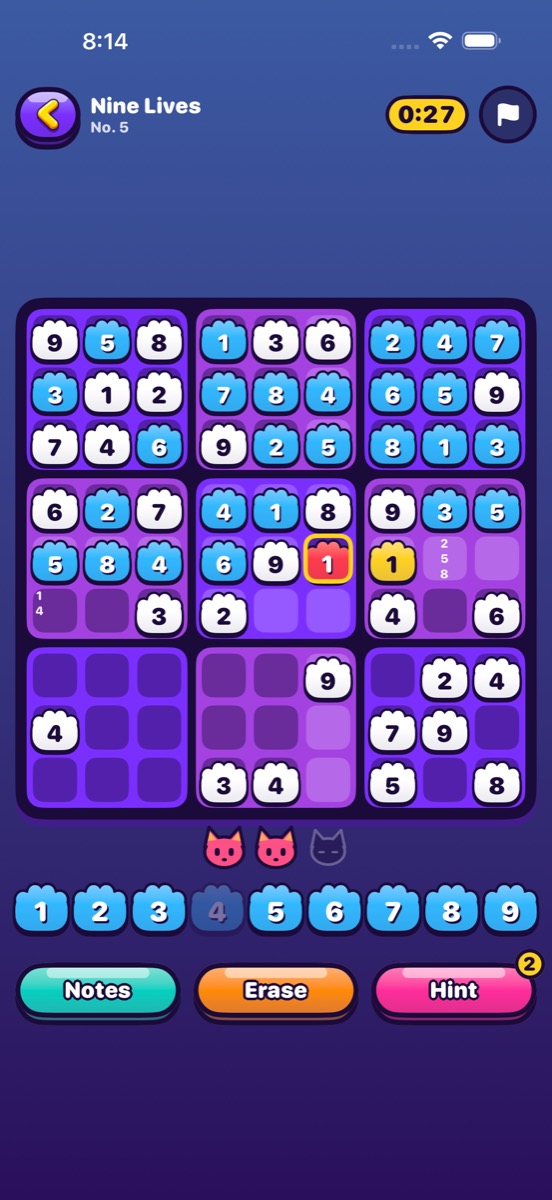 8:14
Nine Lives
No. 5
0:27
9 5 8 1 3 6 2 4 7
3 1 2 7 8 4 6 5 9
7 4 6 9 2 5 8 1 3
6 2 7 4 1 8 9 3 5
5 8 4 6 9 1 1 2 5 8
1 4 3 2 4 6
9 2 4
4 7 9
3 4 5 8
1 2 3 4 5 6 7 8 9
2
Notes Erase Hint